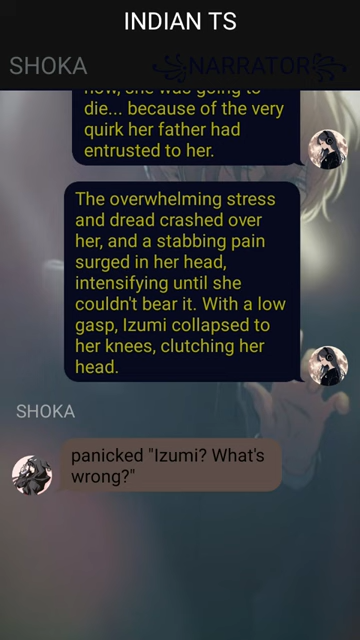 INDIAN TS
SHOKA ꧁NARRATOR꧂
now, she was going to
die... because of the very
quirk her father had
entrusted to her.
The overwhelming stress
and dread crashed over
her, and a stabbing pain
surged in her head,
intensifying until she
couldn't bear it. With a low
gasp, Izumi collapsed to
her knees, clutching her
head.
SHOKA
panicked "Izumi? What's
wrong?"